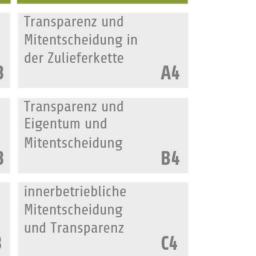 Transparenz und
Mitentscheidung in
der Zulieferkette
A4
Transparenz und
Eigentum und
Mitentscheidung
B4
innerbetriebliche
Mitentscheidung
und Transparenz
C4